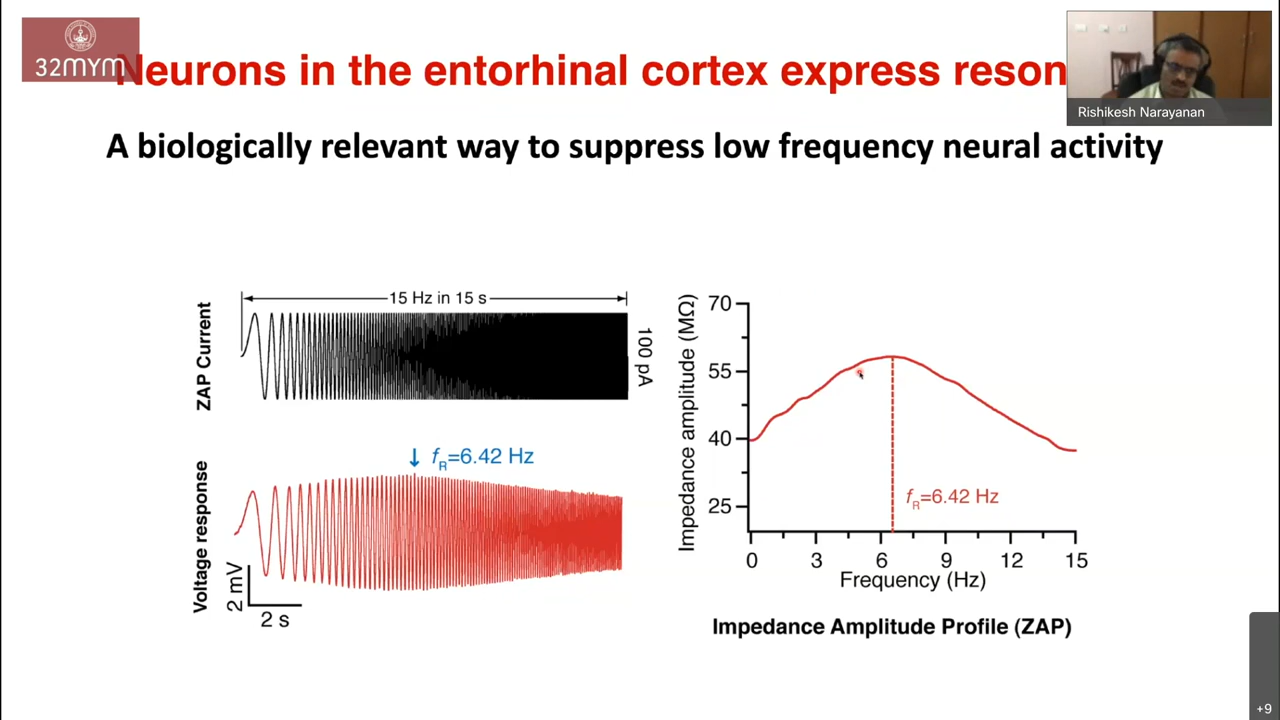 32MYM
Neurons in the entorhinal cortex express reson
Rishikesh Narayanan
A biologically relevant way to suppress low frequency neural activity
ZAP Current
15 Hz in 15 s
100 pA
Voltage response
↓ fR=6.42 Hz
2 mV
2 s
Impedance amplitude (MΩ)
70
55
40
25
fR=6.42 Hz
0 3 6 9 12 15
Frequency (Hz)
Impedance Amplitude Profile (ZAP)
+9